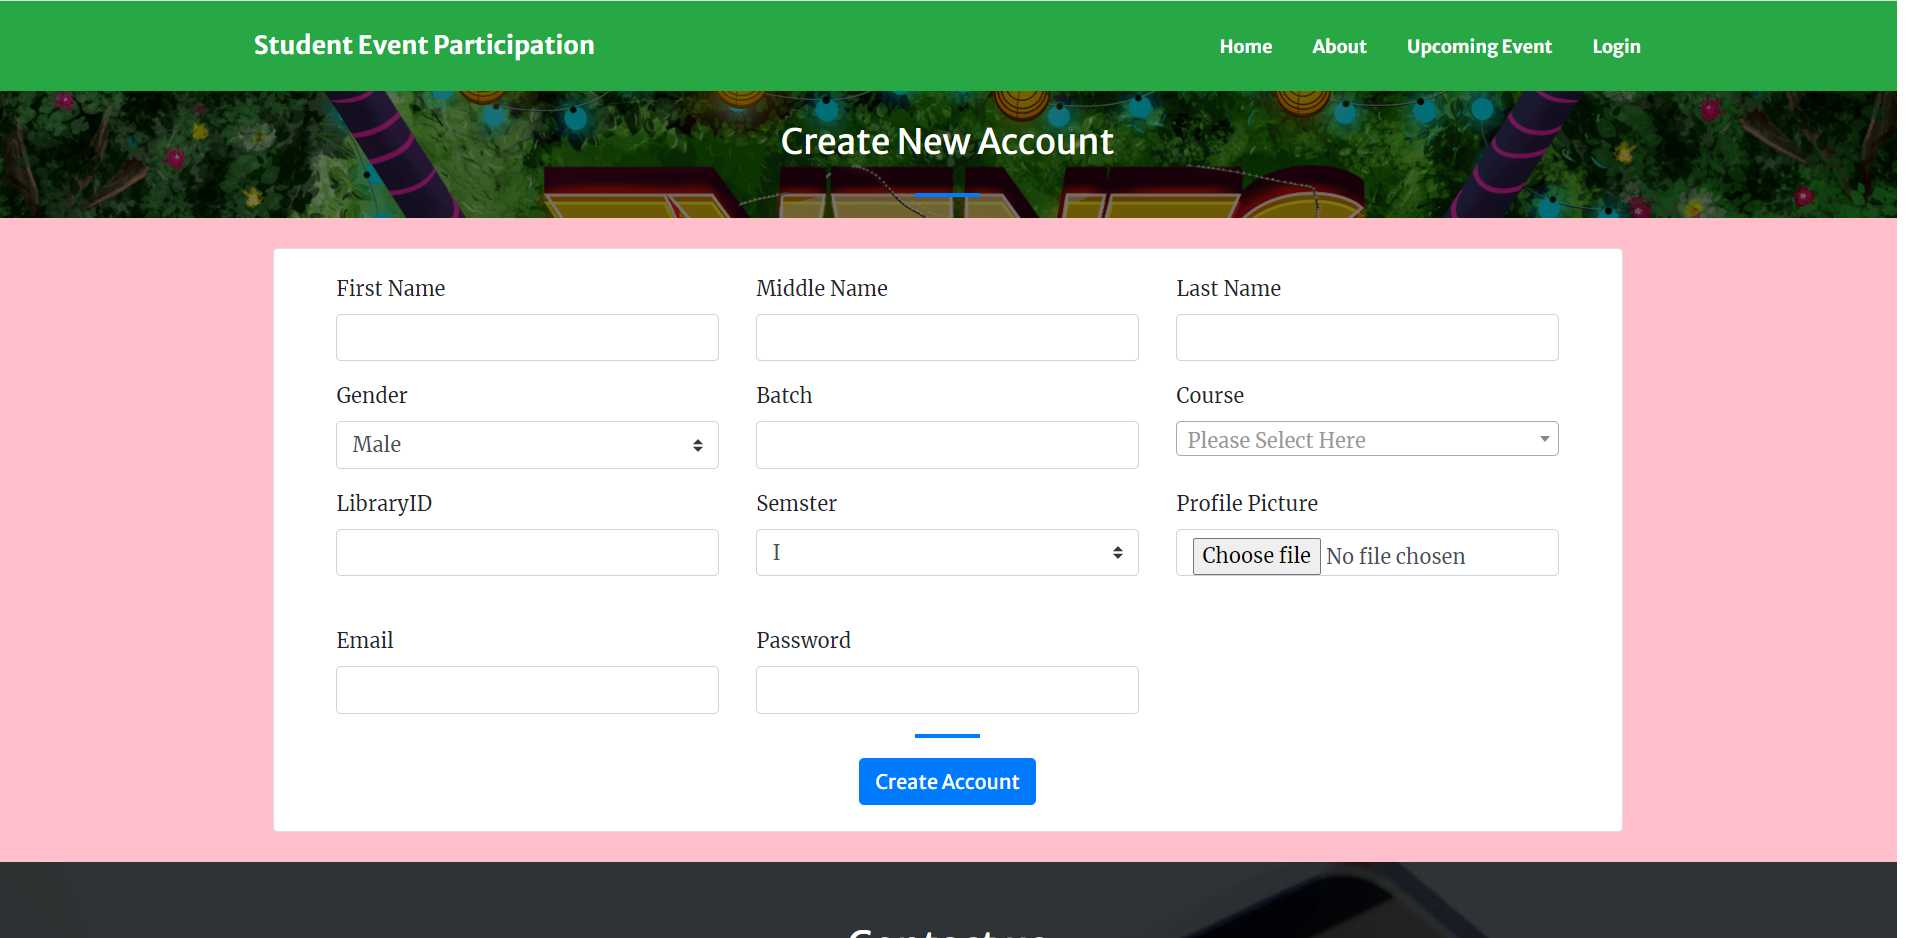 Student Event Participation
Home About Upcoming Event Login
Create New Account
First Name Middle Name Last Name
Gender Batch Course
Male Please Select Here
LibraryID Semster Profile Picture
I Choose file No file chosen
Email Password
Create Account